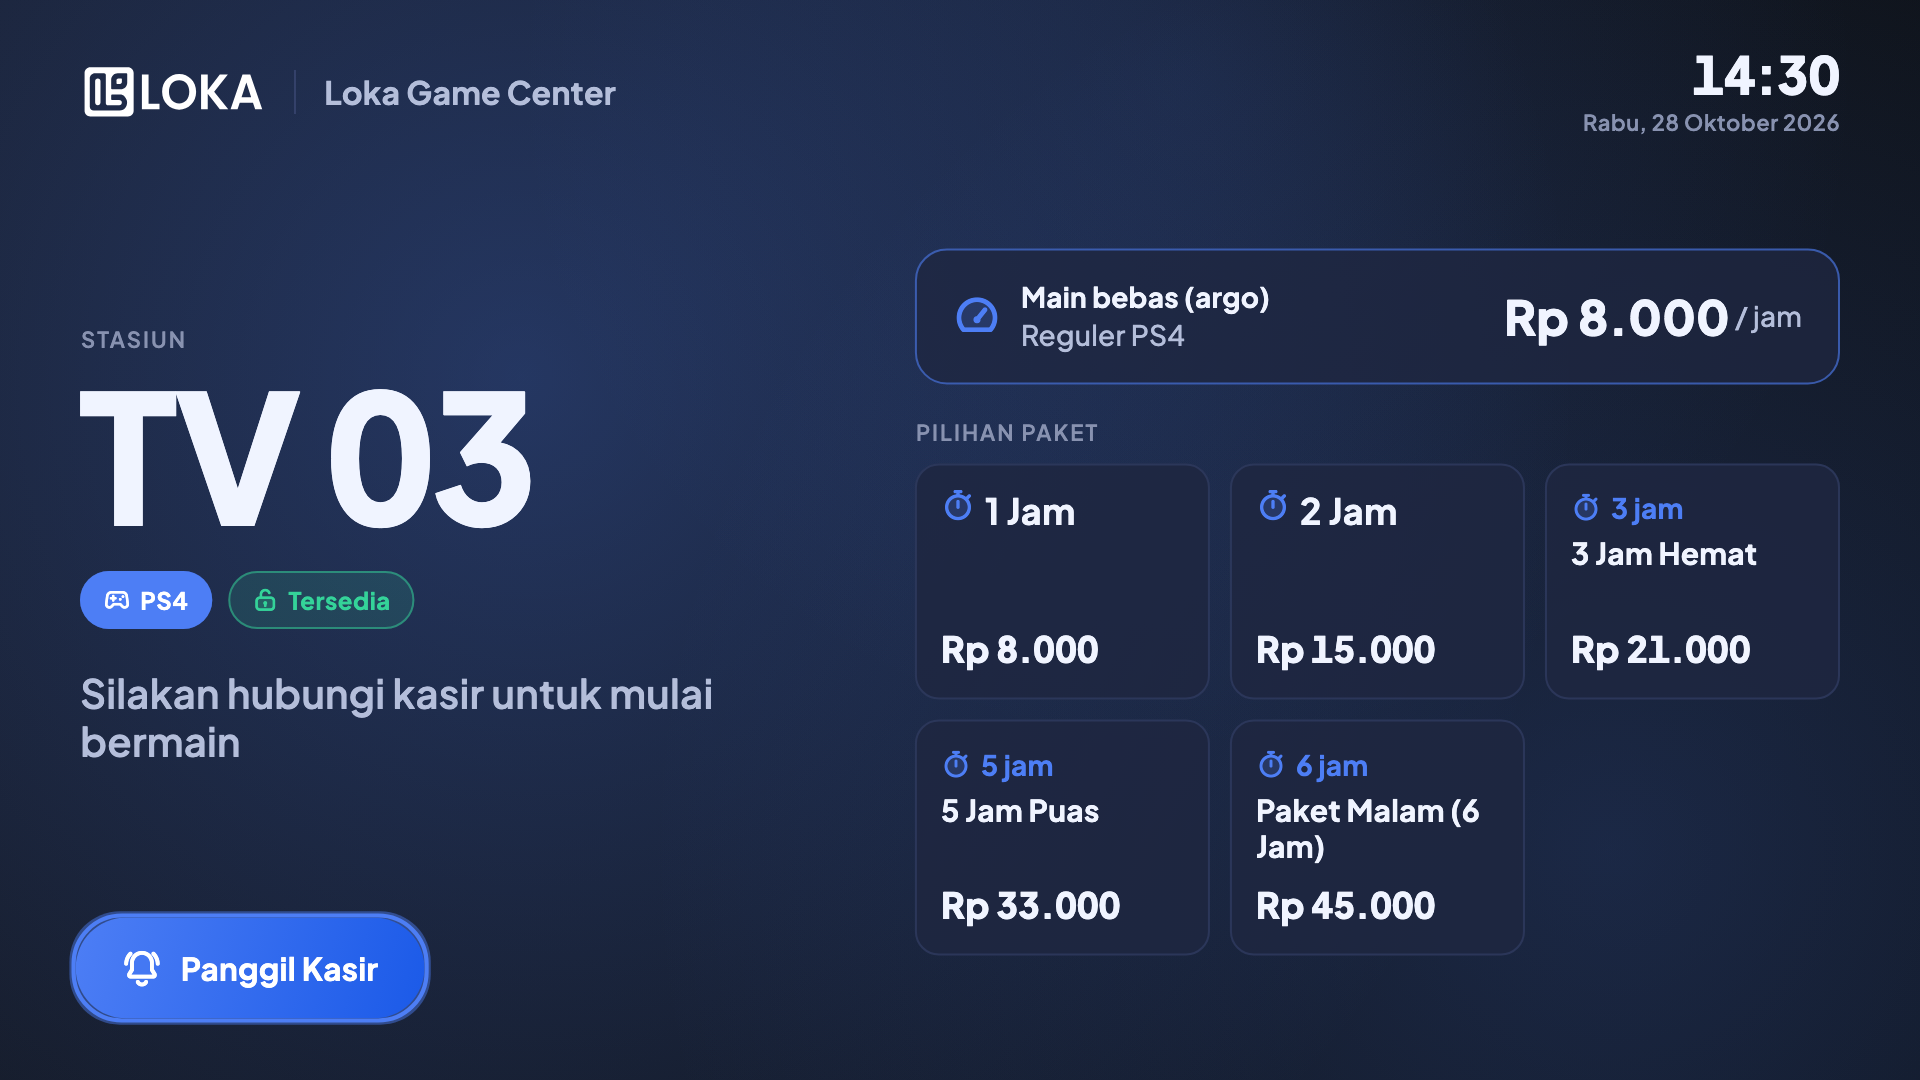 LOKA
Loka Game Center
14:30
Rabu, 28 Oktober 2026
STASIUN
TV 03
PS4
Tersedia
Silakan hubungi kasir untuk mulai
bermain
Panggil Kasir
Main bebas (argo)
Reguler PS4
Rp 8.000 / jam
PILIHAN PAKET
1 Jam
Rp 8.000
2 Jam
Rp 15.000
3 jam
3 Jam Hemat
Rp 21.000
5 jam
5 Jam Puas
Rp 33.000
6 jam
Paket Malam (6
Jam)
Rp 45.000